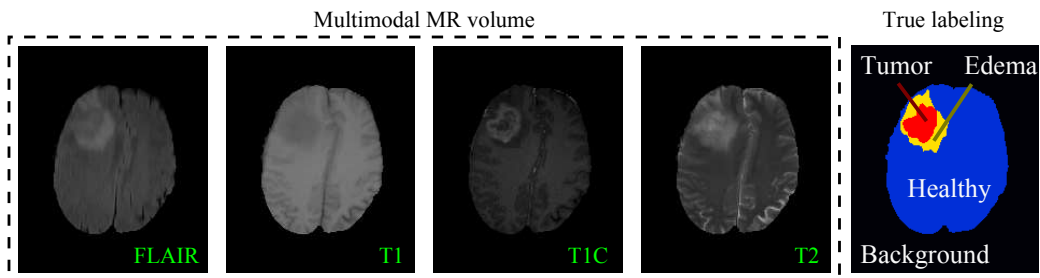 Multimodal MR volume
True labeling
FLAIR
T1
T1C
T2
Tumor
Edema
Healthy
Background